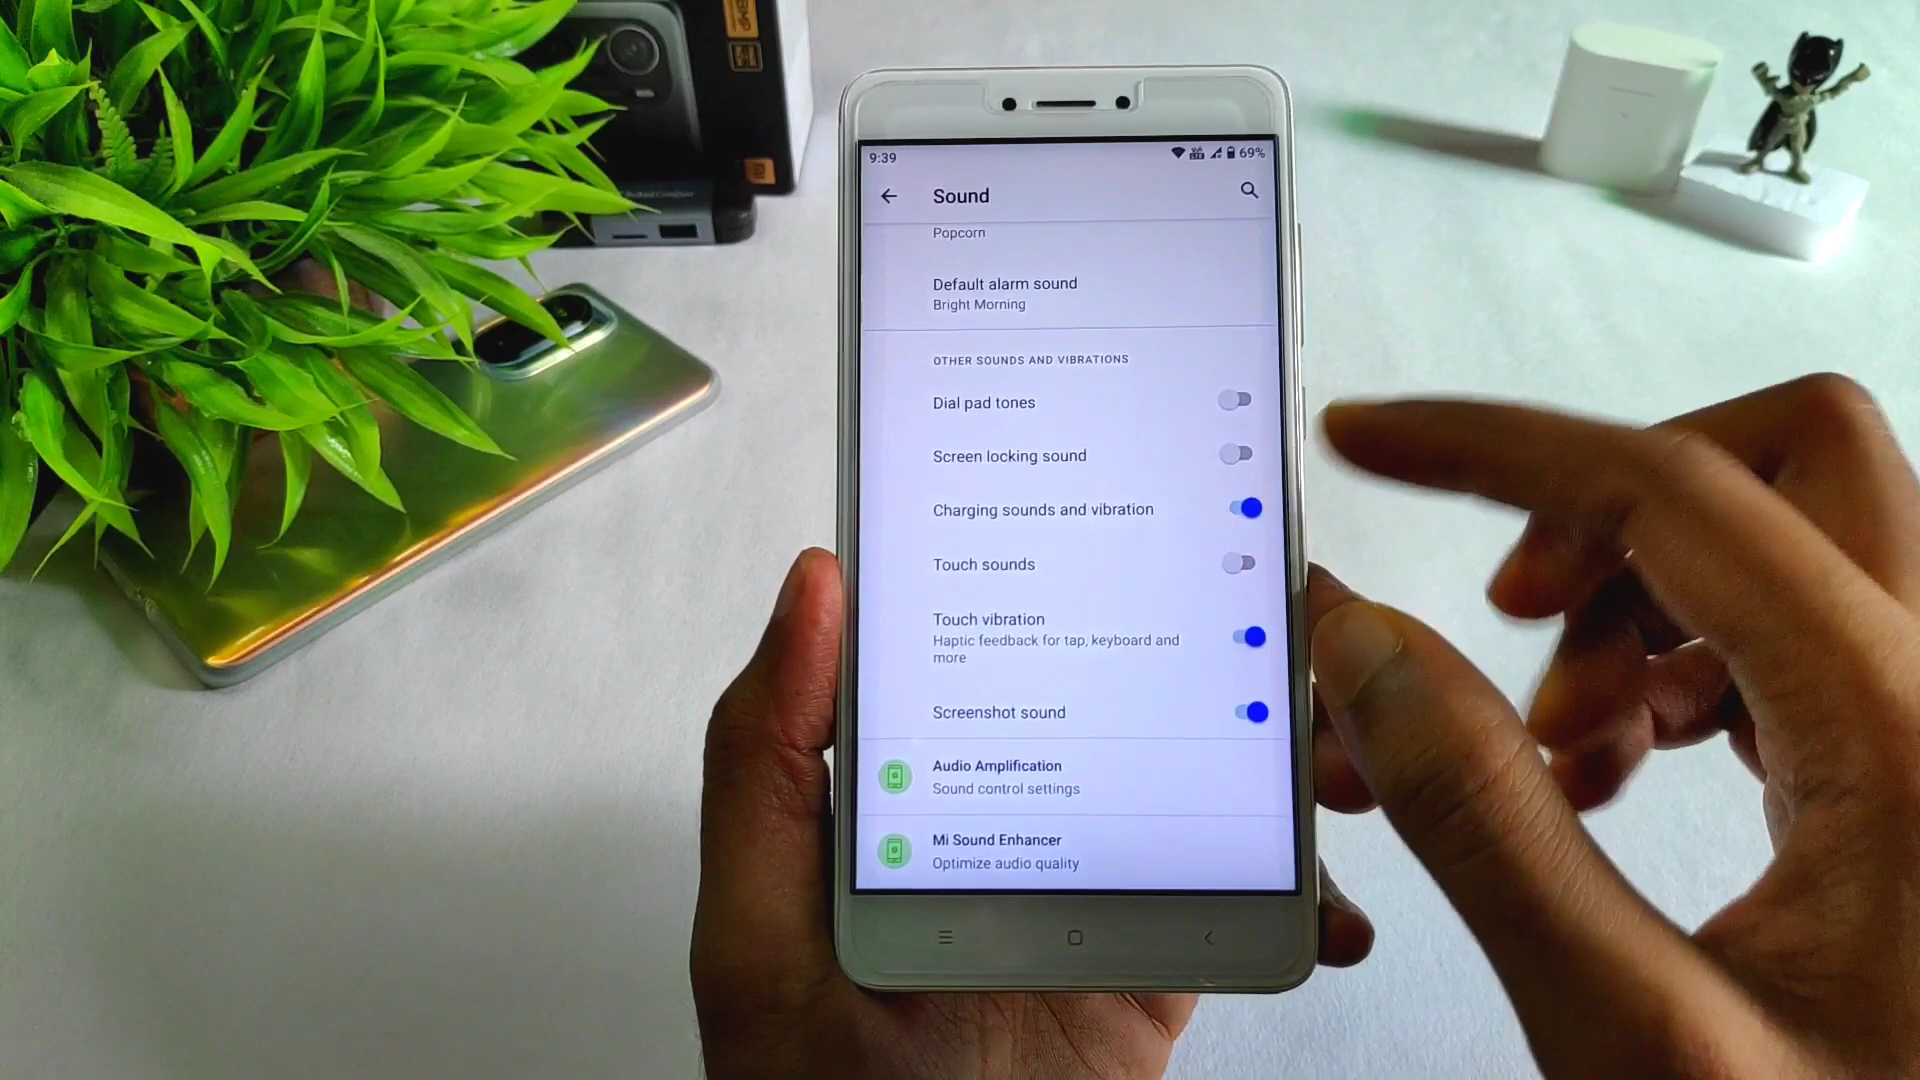 9:39
69%
Sound
Popcorn
Default alarm sound
Bright Morning
OTHER SOUNDS AND VIBRATIONS
Dial pad tones
Screen locking sound
Charging sounds and vibration
Touch sounds
Touch vibration
Haptic feedback for tap, keyboard and
more
Screenshot sound
Audio Amplification
Sound control settings
Mi Sound Enhancer
Optimize audio quality